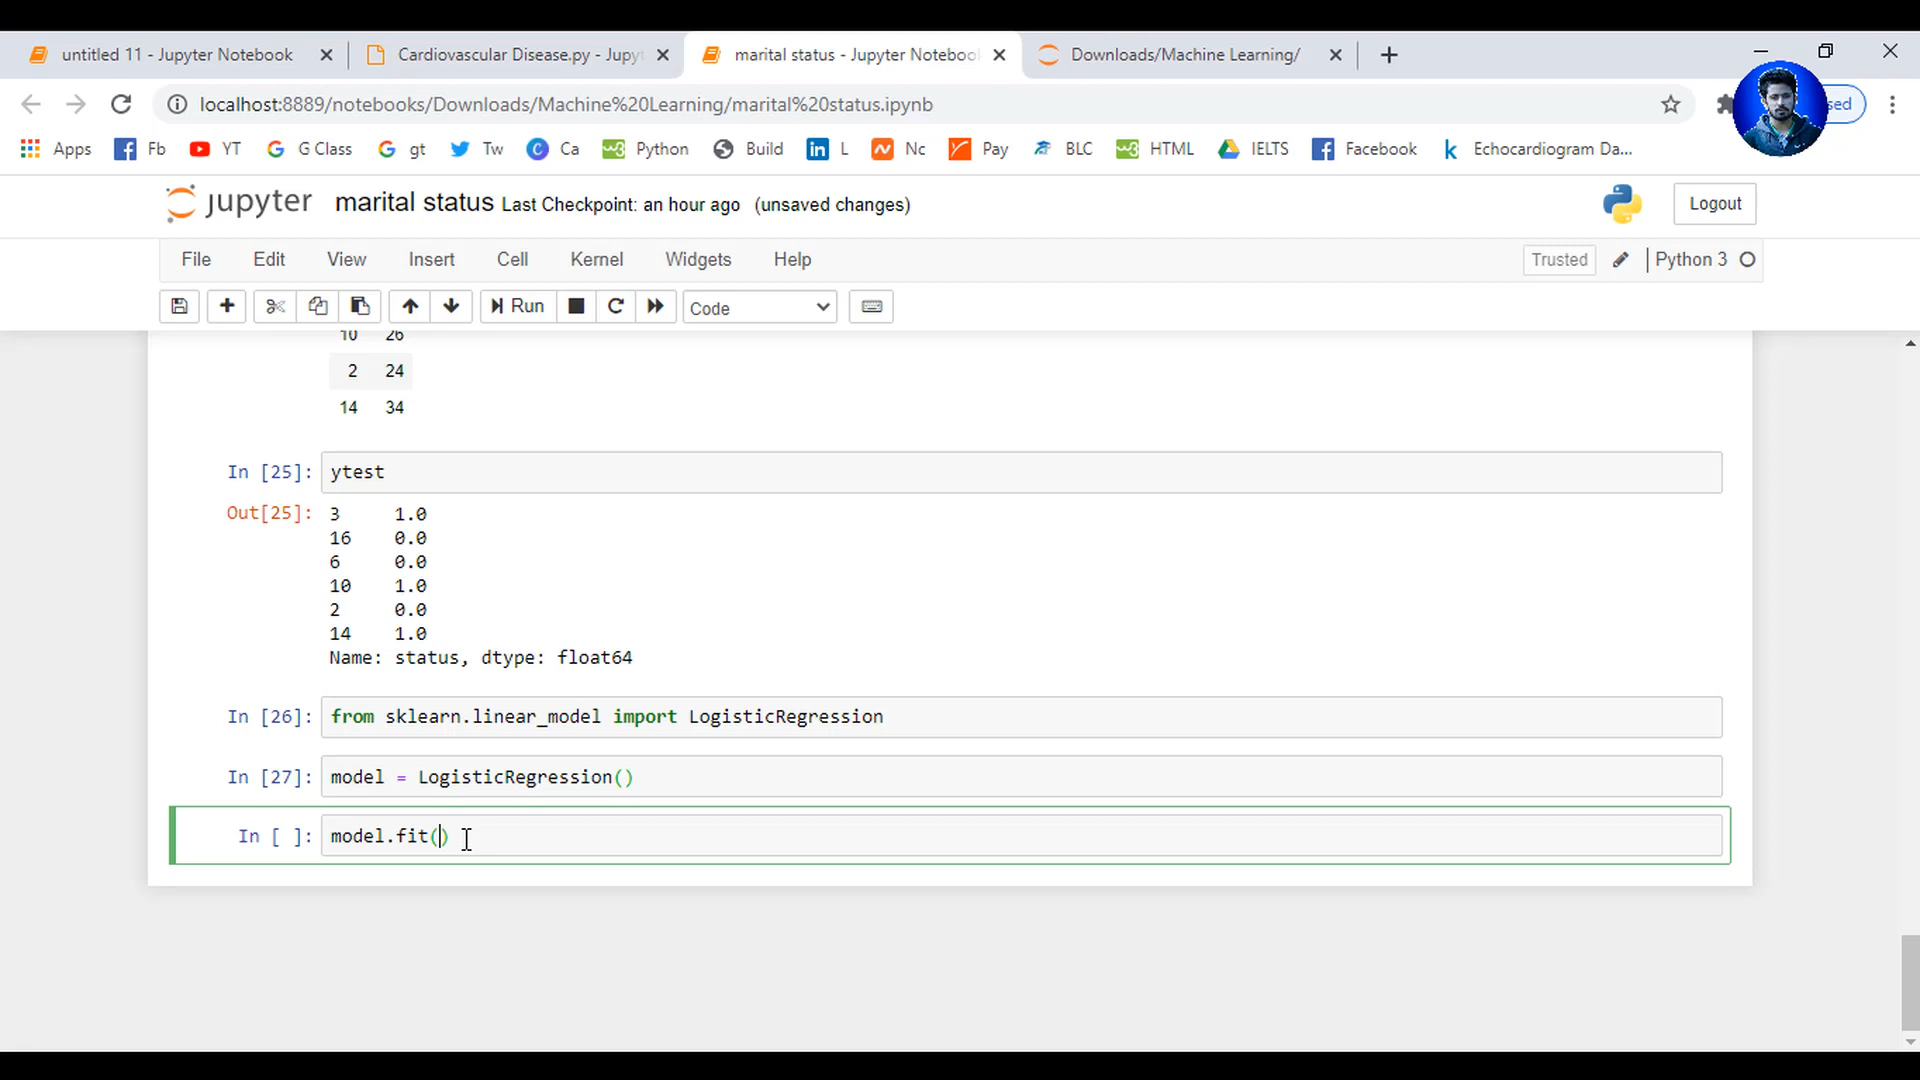 untitled 11 - Jupyter Notebook
Cardiovascular Disease.py - Jupyt
marital status - Jupyter Notebook
Downloads/Machine Learning/
localhost:8889/notebooks/Downloads/Machine%20Learning/marital%20status.ipynb
Apps Fb YT G Class gt Tw Ca Python Build L Nc Pay BLC HTML IELTS Facebook Echocardiogram Da...
jupyter marital status Last Checkpoint: an hour ago (unsaved changes) Logout
File Edit View Insert Cell Kernel Widgets Help Trusted Python 3
Run Code
10 26
2 24
14 34
In [25]: ytest
Out[25]: 3 1.0
16 0.0
6 0.0
10 1.0
2 0.0
14 1.0
Name: status, dtype: float64
In [26]: from sklearn.linear_model import LogisticRegression
In [27]: model = LogisticRegression()
In [ ]: model.fit()